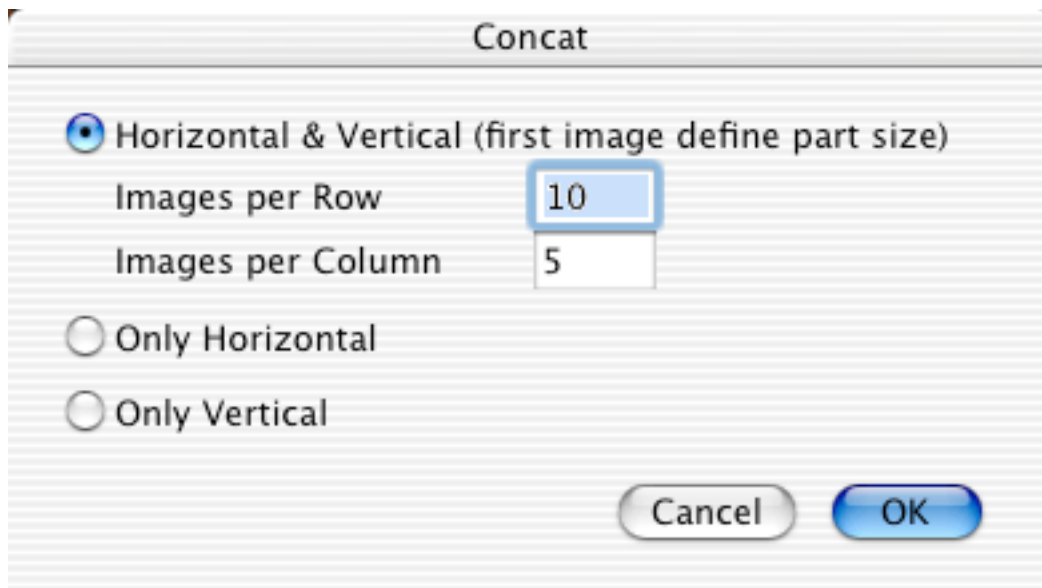 Concat
Horizontal & Vertical (first image define part size)
Images per Row 10
Images per Column 5
Only Horizontal
Only Vertical
Cancel OK